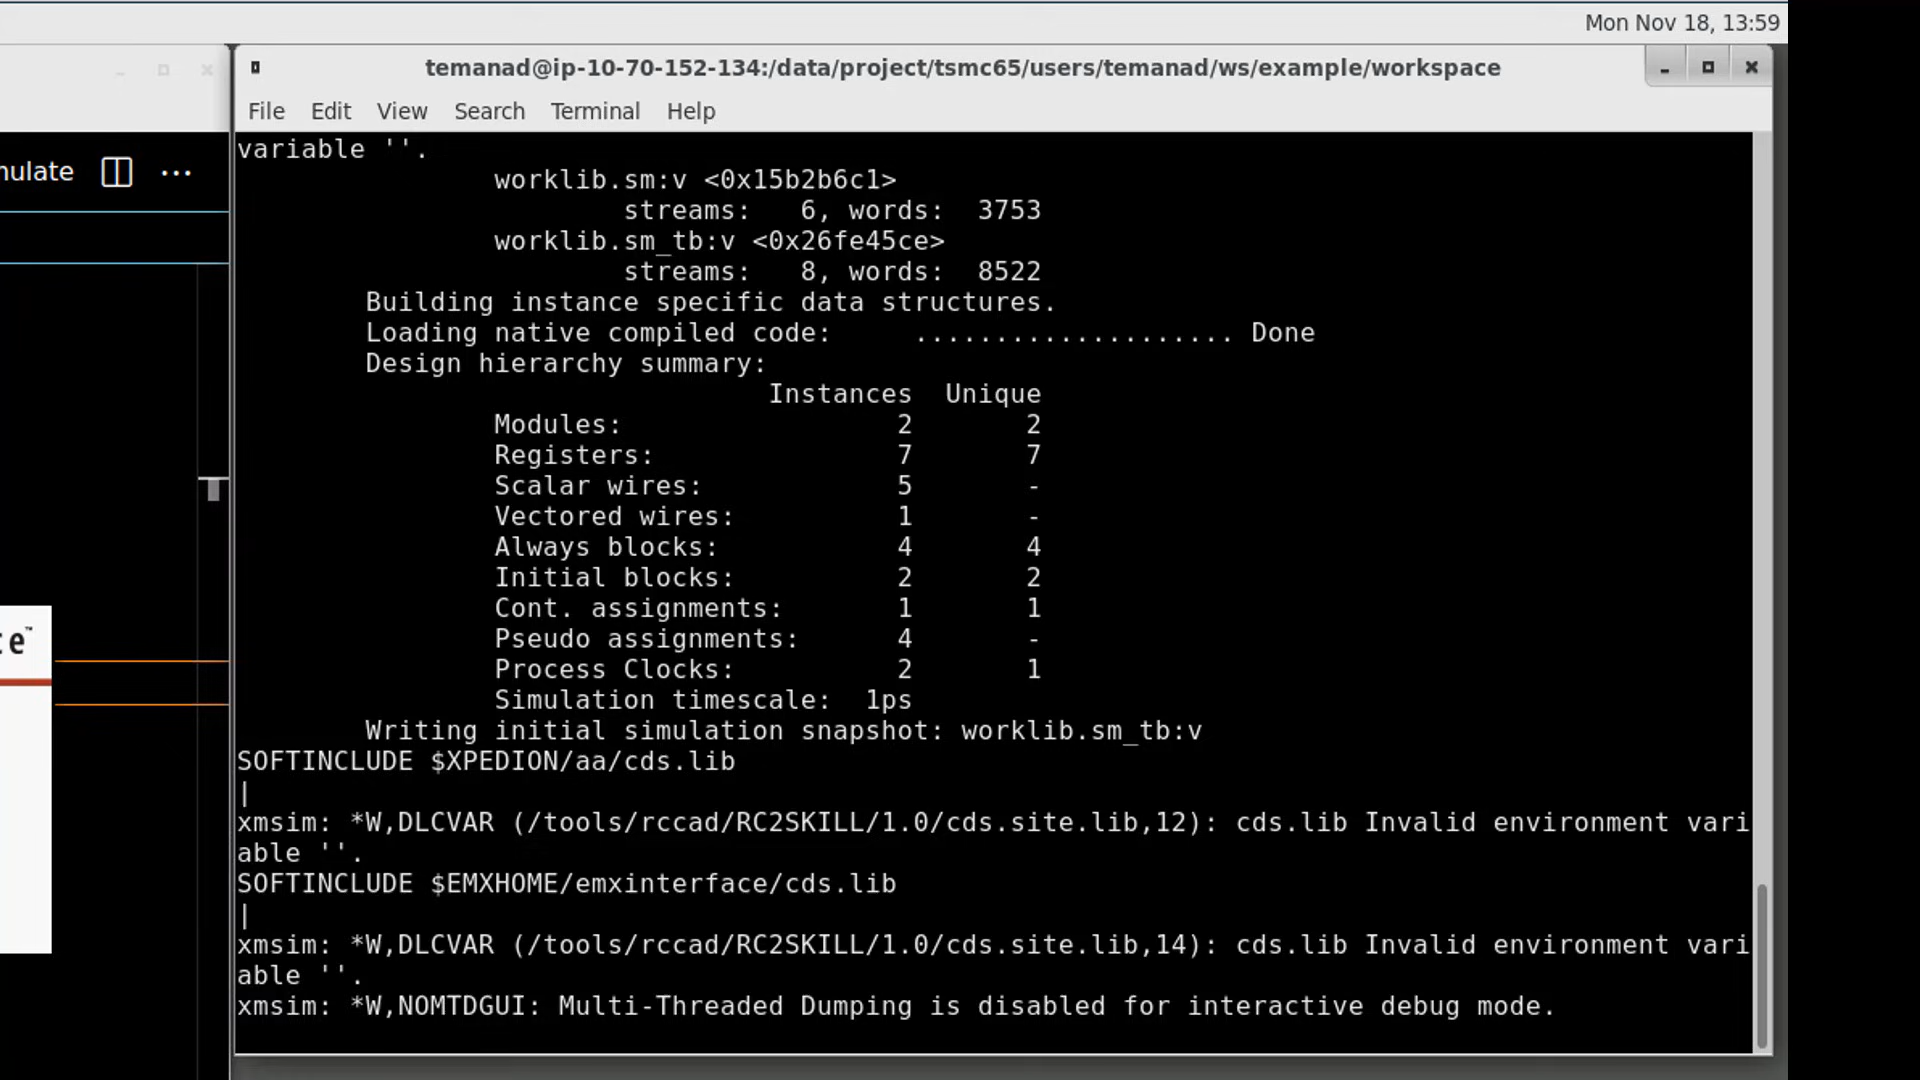 Mon Nov 18, 13:59
temanad@ip-10-70-152-134:/data/project/tsmc65/users/temanad/ws/example/workspace
File Edit View Search Terminal Help
nulate
variable ''.
worklib.sm:v <0x15b2b6c1>
streams: 6, words: 3753
worklib.sm_tb:v <0x26fe45ce>
streams: 8, words: 8522
Building instance specific data structures.
Loading native compiled code: .................... Done
Design hierarchy summary:
Instances Unique
Modules: 2 2
Registers: 7 7
Scalar wires: 5 -
Vectored wires: 1 -
Always blocks: 4 4
Initial blocks: 2 2
Cont. assignments: 1 1
Pseudo assignments: 4 -
Process Clocks: 2 1
Simulation timescale: 1ps
Writing initial simulation snapshot: worklib.sm_tb:v
SOFTINCLUDE $XPEDION/aa/cds.lib
|
xmsim: *W,DLCVAR (/tools/rccad/RC2SKILL/1.0/cds.site.lib,12): cds.lib Invalid environment vari
able ''.
SOFTINCLUDE $EMXHOME/emxinterface/cds.lib
|
xmsim: *W,DLCVAR (/tools/rccad/RC2SKILL/1.0/cds.site.lib,14): cds.lib Invalid environment vari
able ''.
xmsim: *W,NOMTDGUI: Multi-Threaded Dumping is disabled for interactive debug mode.